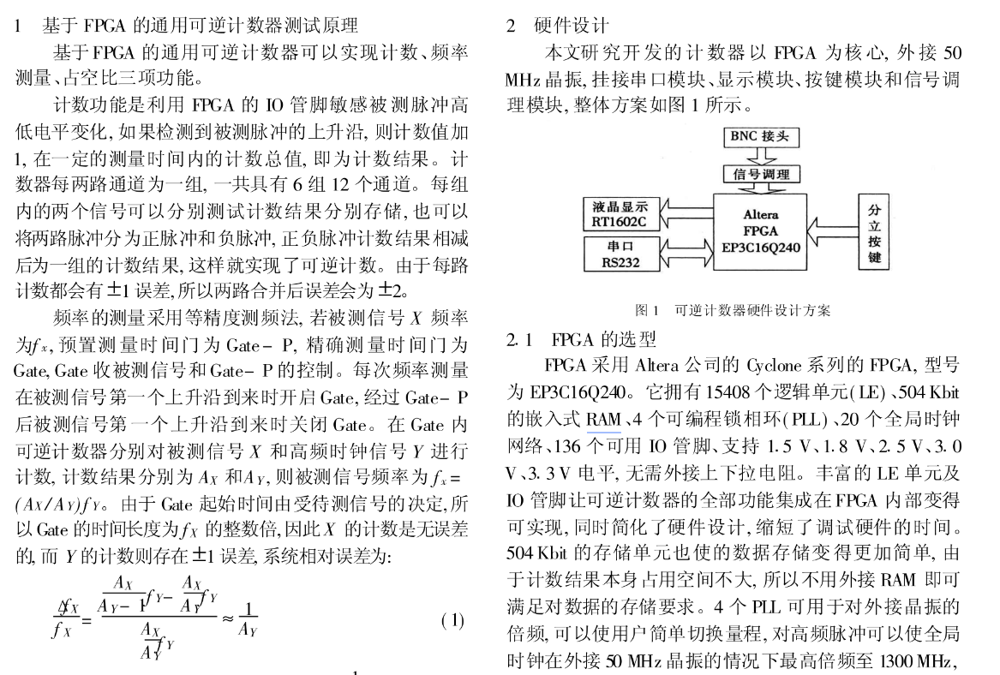 1 基于 FPGA 的通用可逆计数器测试原理
基于 FPGA 的通用可逆计数器可以实现计数、频率
测量、占空比三项功能。
计数功能是利用 FPGA 的 IO 管脚敏感被测脉冲高
低电平变化, 如果检测到被测脉冲的上升沿, 则计数值加
1, 在一定的测量时间内的计数总值, 即为计数结果。计
数器每两路通道为一组, 一共具有 6 组 12 个通道。每组
内的两个信号可以分别测试计数结果分别存储, 也可以
将两路脉冲分为正脉冲和负脉冲, 正负脉冲计数结果相减
后为一组的计数结果, 这样就实现了可逆计数。由于每路
计数都会有 ±1 误差, 所以两路合并后误差会为 ±2。
频率的测量采用等精度测频法, 若被测信号 X 频率
为fx, 预置测量时间门为 Gate- P, 精确测量时间门为
Gate, Gate 收被测信号和 Gate- P 的控制。每次频率测量
在被测信号第一个上升沿到来时开启 Gate, 经过 Gate- P
后被测信号第一个上升沿到来时关闭 Gate。在 Gate 内
可逆计数器分别对被测信号 X 和高频时钟信号 Y 进行
计数, 计数结果分别为 AX 和 AY, 则被测信号频率为 fx =
(AX/AY)fY。由于 Gate 起始时间由受待测信号的决定, 所
以 Gate 的时间长度为 fX 的整数倍, 因此 X 的计数是无误差
的, 而 Y 的计数则存在 ±1 误差, 系统相对误差为:
ΔfX/fX = (AX/(AY- 1) fY - AX/AY fY)/(AX/AY fY) ≈ 1/AY (1)
2 硬件设计
本文研究开发的计数器以 FPGA 为核心, 外接 50
MHz 晶振, 挂接串口模块、显示模块、按键模块和信号调
理模块, 整体方案如图 1 所示。
BNC 接头
信号调理
液晶显示
RT1602C
串口
RS232
Altera
FPGA
EP3C16Q240
分
立
按
键
图 1 可逆计数器硬件设计方案
2. 1 FPGA 的选型
FPGA 采用 Altera 公司的 Cyclone 系列的 FPGA, 型号
为 EP3C16Q240。它拥有 15408 个逻辑单元( LE) 、504 Kbit
的嵌入式 RAM、4 个可编程锁相环( PLL) 、20 个全局时钟
网络、136 个可用 IO 管脚、支持 1. 5 V、1. 8 V、2. 5 V、3. 0
V、3. 3 V 电平, 无需外接上下拉电阻。丰富的 LE 单元及
IO 管脚让可逆计数器的全部功能集成在 FPGA 内部变得
可实现, 同时简化了硬件设计, 缩短了调试硬件的时间。
504 Kbit 的存储单元也使的数据存储变得更加简单, 由
于计数结果本身占用空间不大, 所以不用外接 RAM 即可
满足对数据的存储要求。4 个 PLL 可用于对外接晶振的
倍频, 可以使用户简单切换量程, 对高频脉冲可以使全局
时钟在外接 50 MHz 晶振的情况下最高倍频至 1300 MHz,